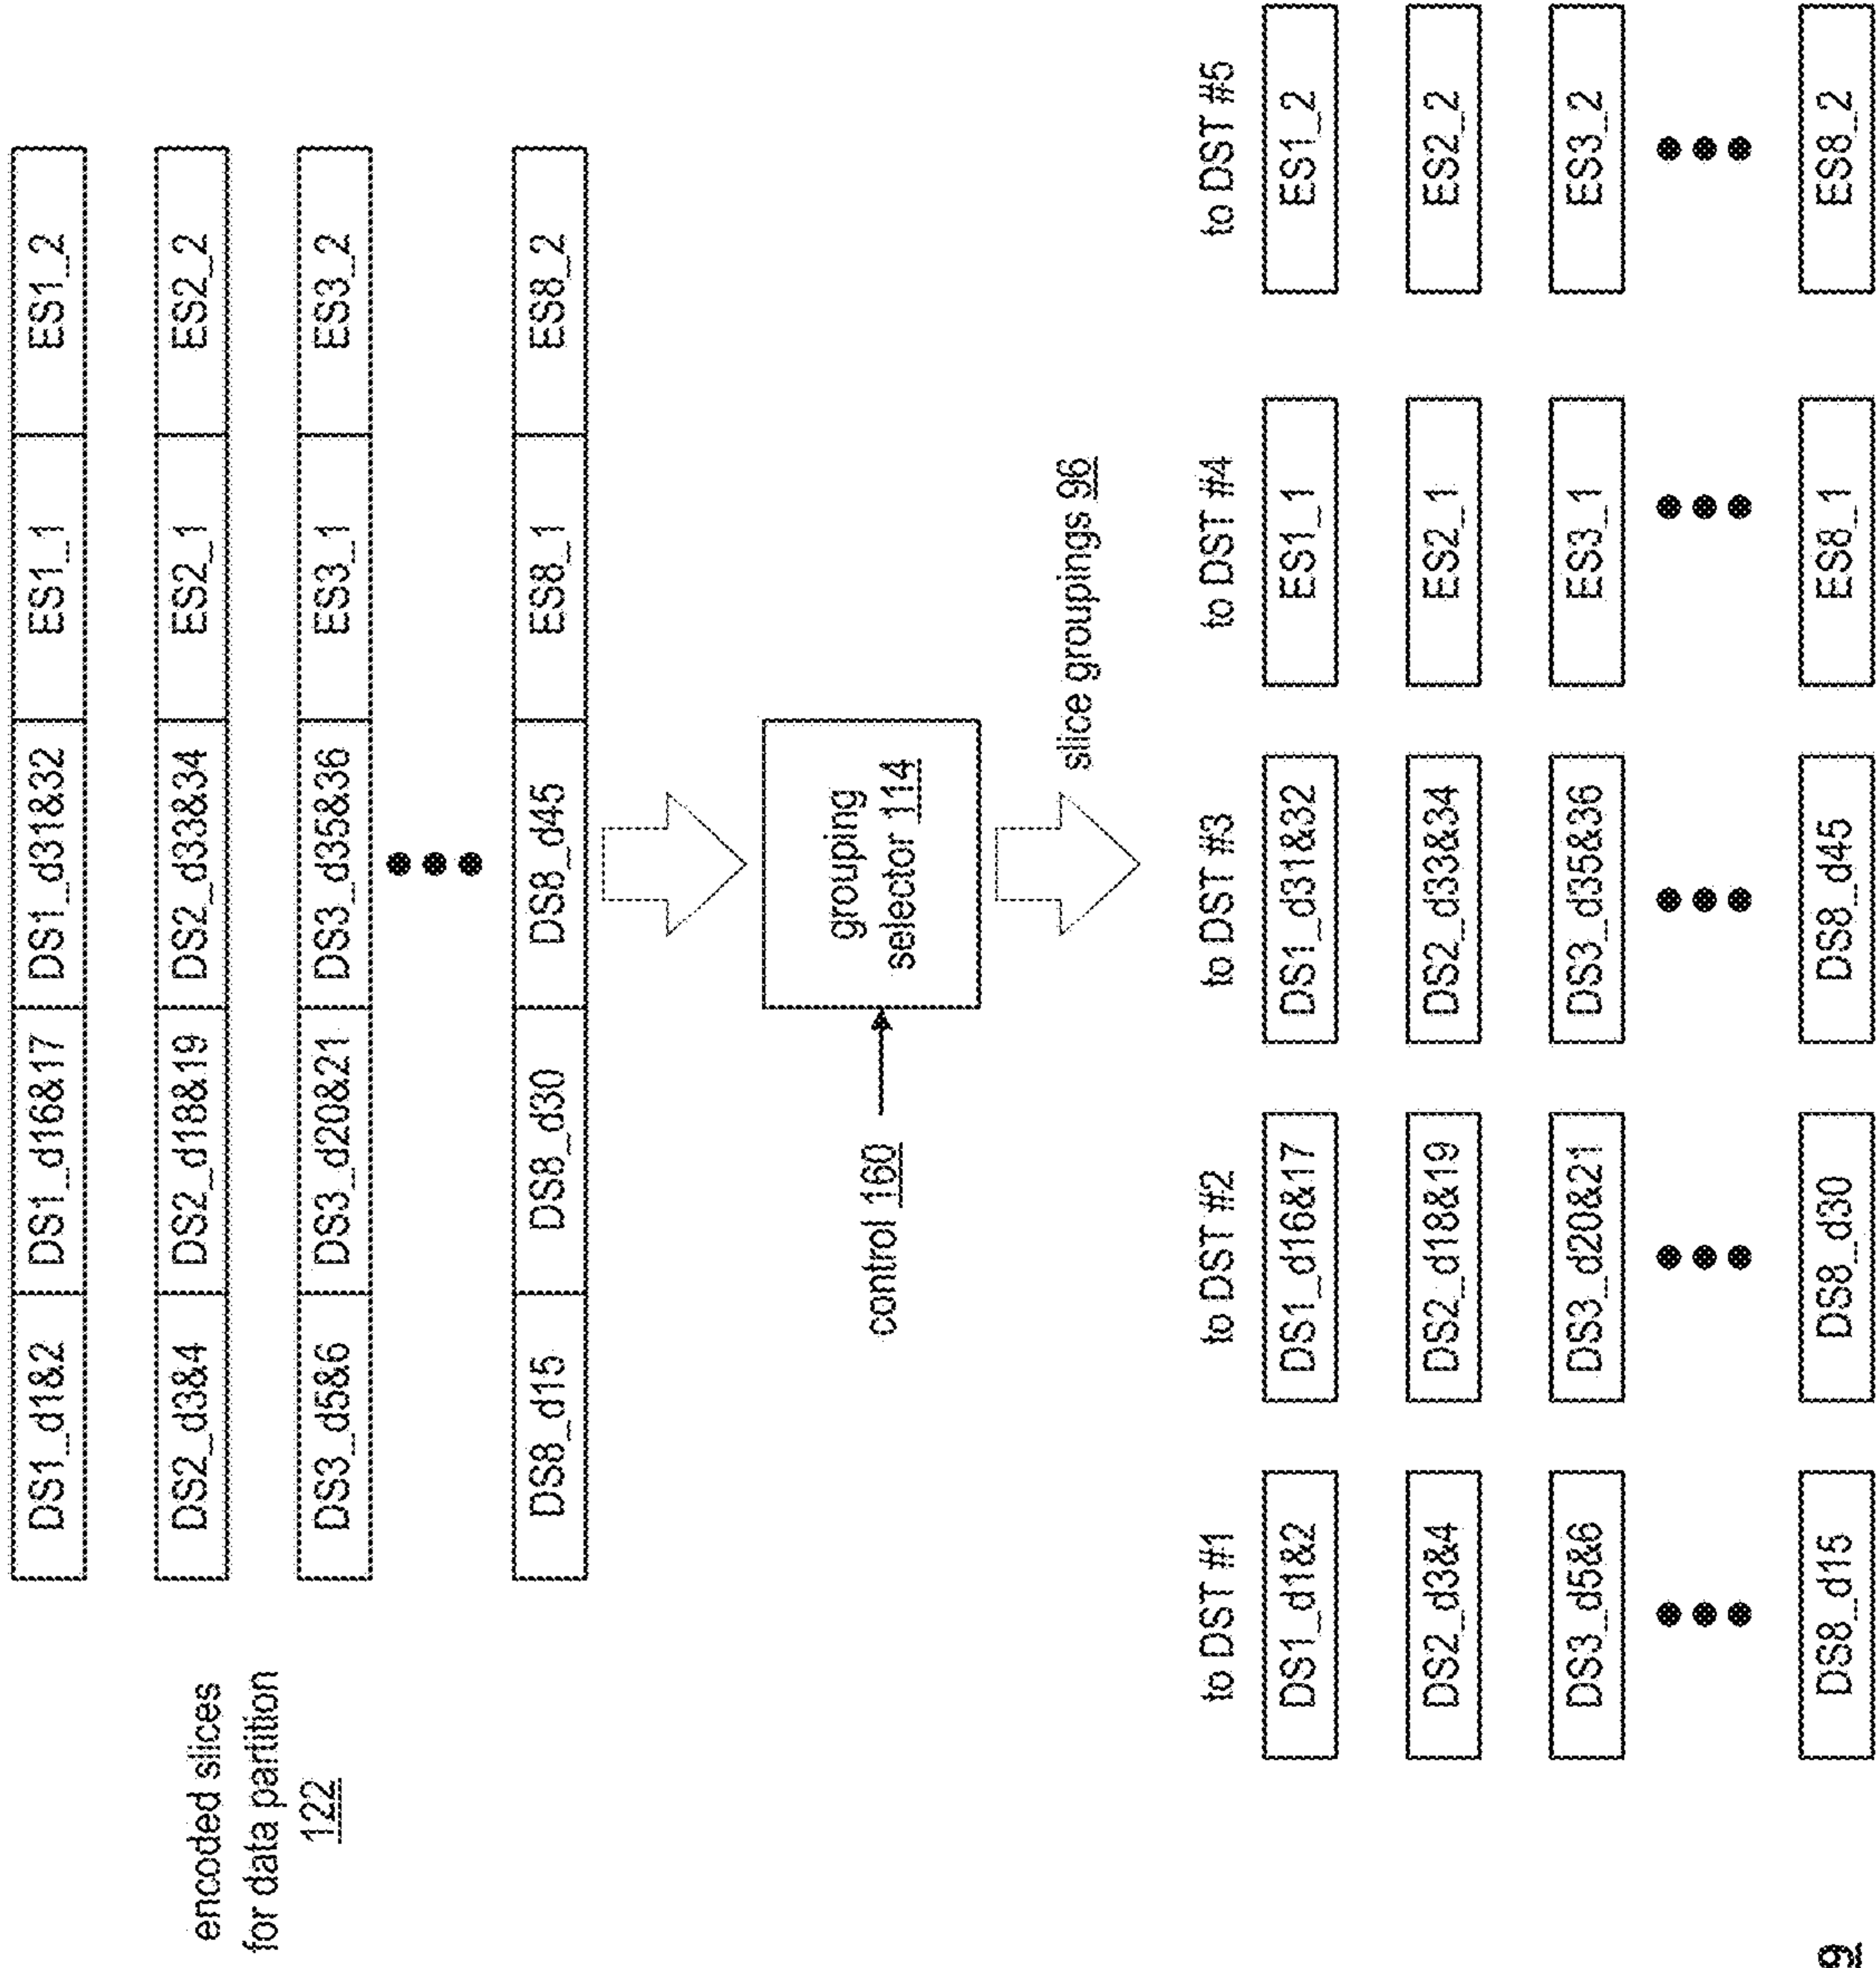 DS1_d1&2 DS1_d16&17 DS1_d31&32 ES1_1 ES1_2
encoded slices
for data partition
122
DS2_d3&4 DS2_d18&19 DS2_d33&34 ES2_1 ES2_2
DS3_d5&6 DS3_d20&21 DS3_d35&36 ES3_1 ES3_2
DS8_d15 DS8_d30 DS8_d45 ES8_1 ES8_2
control 160
grouping
selector 114
slice groupings 96
to DST #1 to DST #2 to DST #3 to DST #4 to DST #5
DS1_d1&2 DS1_d16&17 DS1_d31&32 ES1_1 ES1_2
DS2_d3&4 DS2_d18&19 DS2_d33&34 ES2_1 ES2_2
DS3_d5&6 DS3_d20&21 DS3_d35&36 ES3_1 ES3_2
DS8_d15 DS8_d30 DS8_d45 ES8_1 ES8_2
9